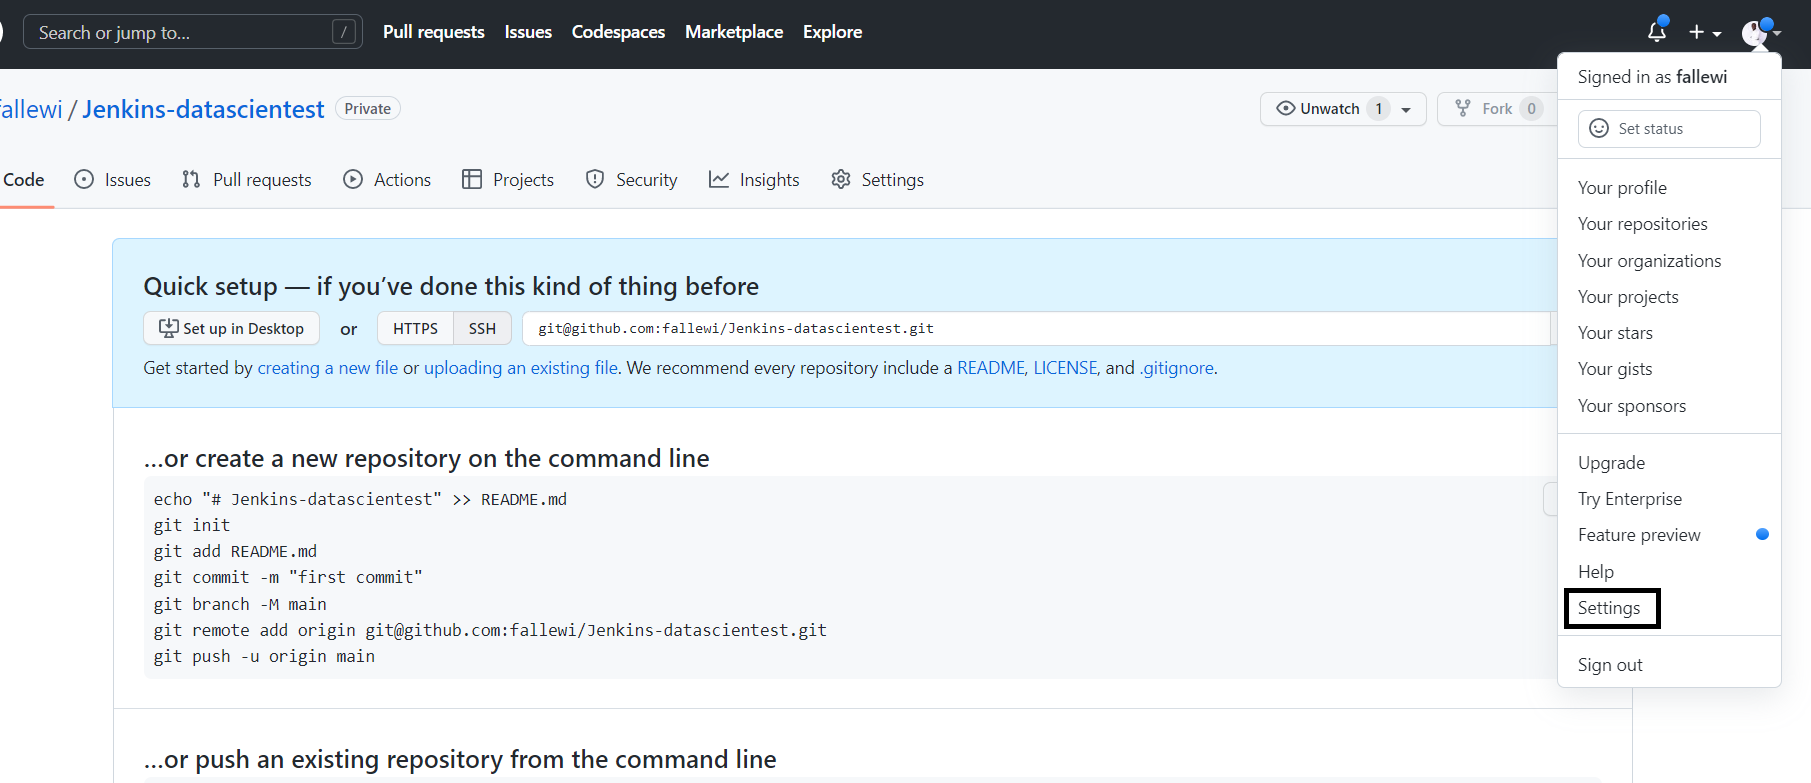 Search or jump to... /
Pull requests Issues Codespaces Marketplace Explore
fallewi / Jenkins-datascientest Private
Unwatch 1 Fork 0
Code Issues Pull requests Actions Projects Security Insights Settings
Quick setup — if you’ve done this kind of thing before
Set up in Desktop or HTTPS SSH git@github.com:fallewi/Jenkins-datascientest.git
Get started by creating a new file or uploading an existing file. We recommend every repository include a README, LICENSE, and .gitignore.
…or create a new repository on the command line
echo "# Jenkins-datascientest" >> README.md
git init
git add README.md
git commit -m "first commit"
git branch -M main
git remote add origin git@github.com:fallewi/Jenkins-datascientest.git
git push -u origin main
…or push an existing repository from the command line
Signed in as fallewi
Set status
Your profile
Your repositories
Your organizations
Your projects
Your stars
Your gists
Your sponsors
Upgrade
Try Enterprise
Feature preview
Help
Settings
Sign out